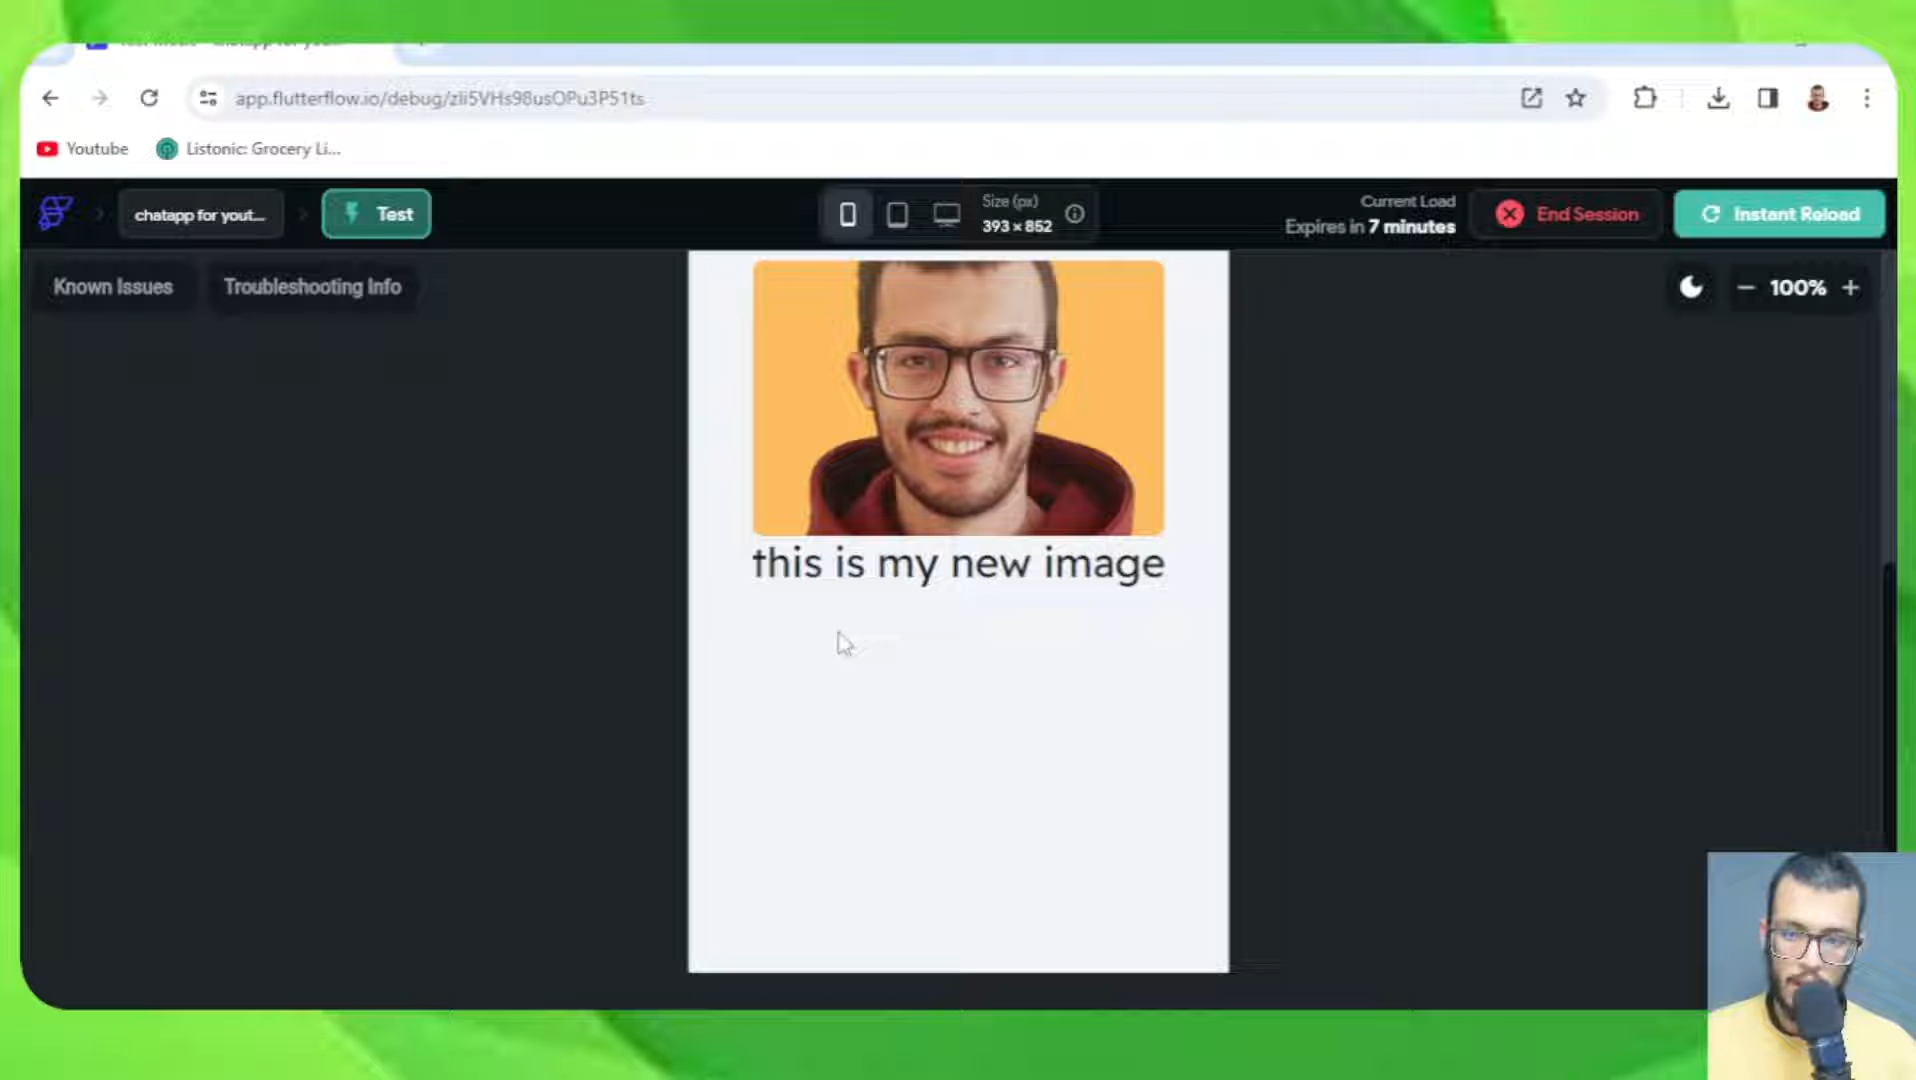 app.flutterflow.io/debug/zli5VHs98usOPu3P51ts
Youtube
Listonic: Grocery Li...
chatapp for yout...
Test
Size (px)
393 × 852
Current Load
Expires in 7 minutes
End Session
Instant Reload
Known Issues
Troubleshooting Info
100%
this is my new image